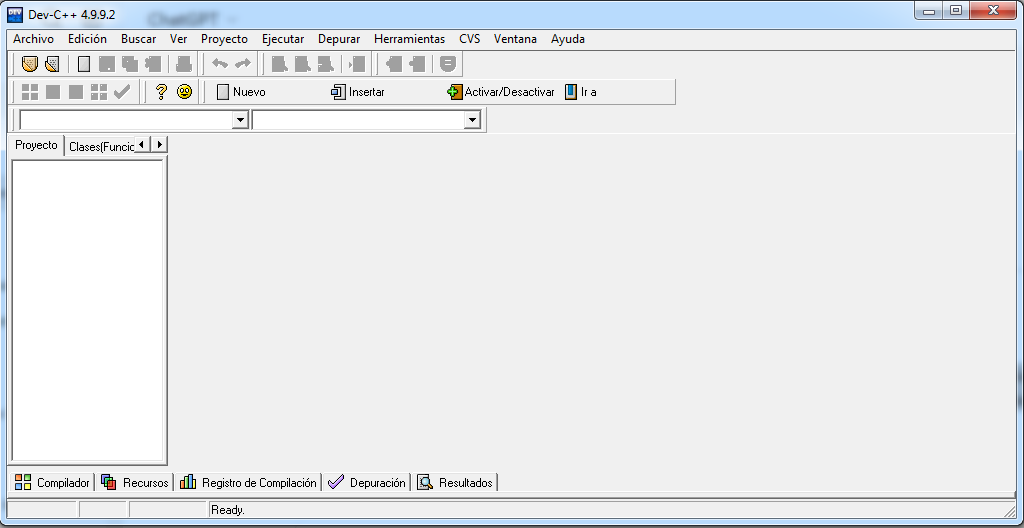 Dev-C++ 4.9.9.2
ChatGPT
Archivo Edición Buscar Ver Proyecto Ejecutar Depurar Herramientas CVS Ventana Ayuda
Nuevo Insertar Activar/Desactivar Ir a
Proyecto Clases(Funcic
Compilador Recursos Registro de Compilación Depuración Resultados
Ready.